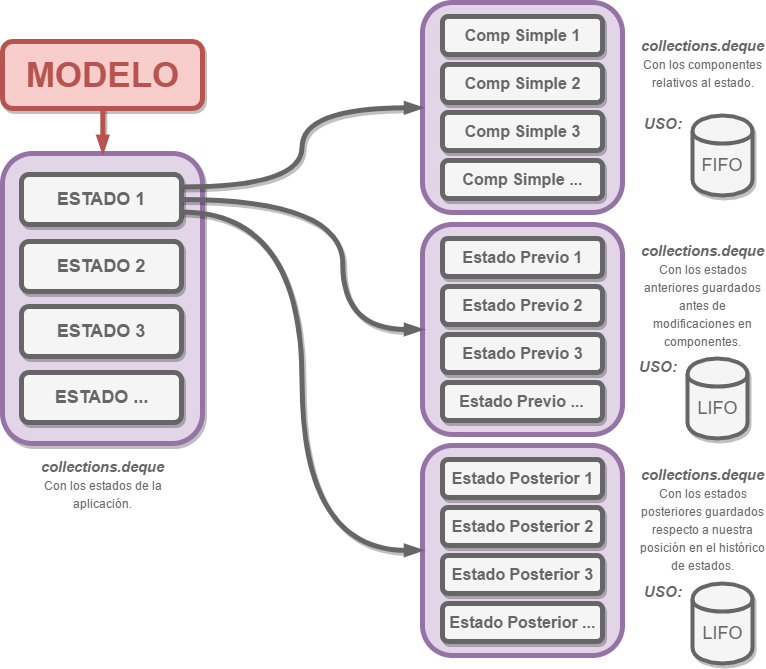 MODELO
ESTADO 1
ESTADO 2
ESTADO 3
ESTADO ...
collections.deque
Con los estados de la
aplicación.
Comp Simple 1
Comp Simple 2
Comp Simple 3
Comp Simple ...
collections.deque
Con los componentes
relativos al estado.
USO:
FIFO
Estado Previo 1
Estado Previo 2
Estado Previo 3
Estado Previo ...
collections.deque
Con los estados
anteriores guardados
antes de
modificaciones en
componentes.
USO:
LIFO
Estado Posterior 1
Estado Posterior 2
Estado Posterior 3
Estado Posterior ...
collections.deque
Con los estados
posteriores guardados
respecto a nuestra
posición en el histórico
de estados.
USO:
LIFO